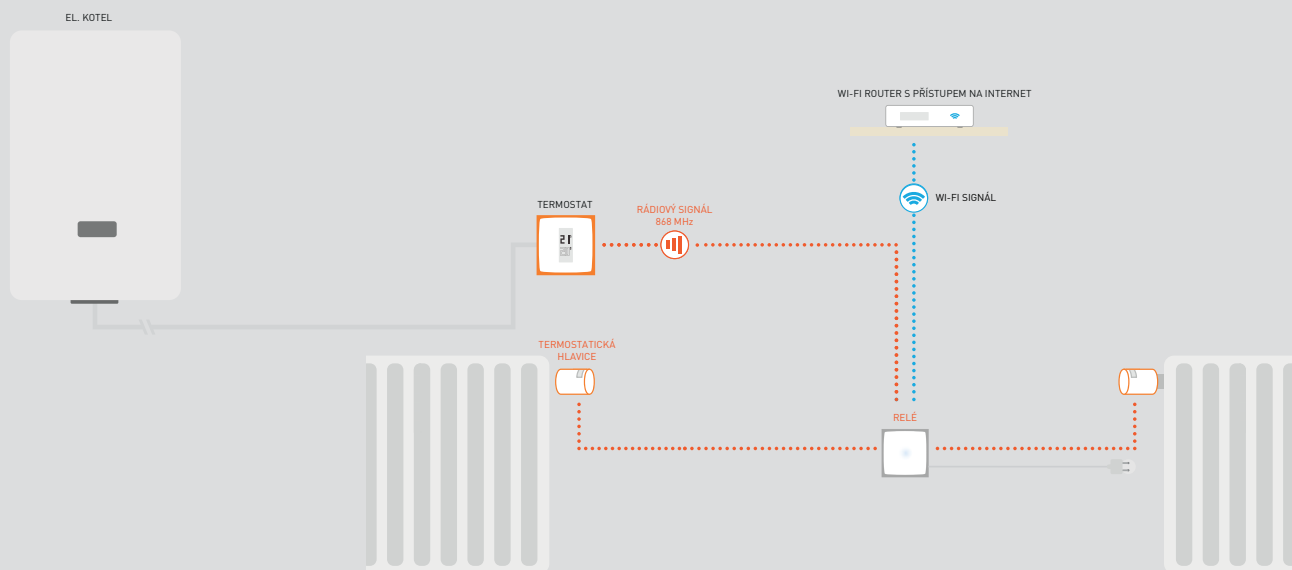 EL. KOTEL
WI-FI ROUTER S PŘÍSTUPEM NA INTERNET
WI-FI SIGNÁL
TERMOSTAT
RÁDIOVÝ SIGNÁL
868 MHz
21
TERMOSTATICKÁ
HLAVICE
RELÉ